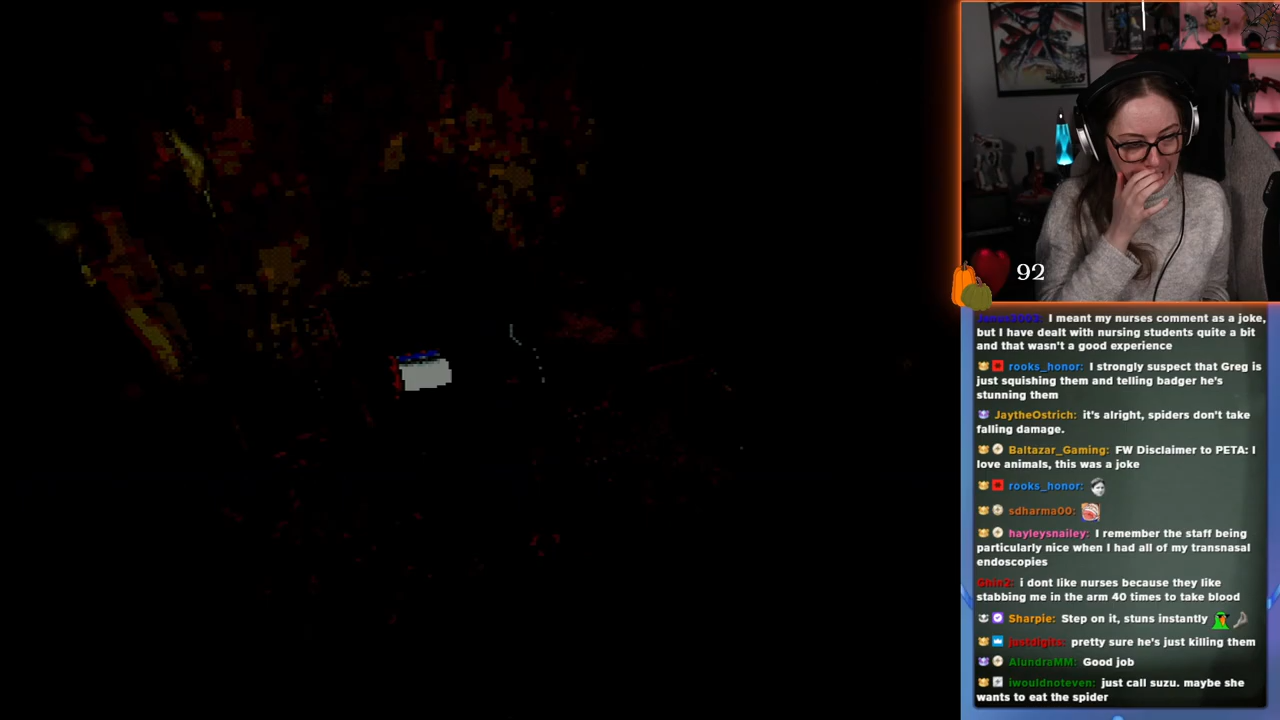 92
I meant my nurses comment as a joke,
but I have dealt with nursing students quite a bit
and that wasn't a good experience
rooks_honor: I strongly suspect that Greg is
just squishing them and telling badger he's
stunning them
JaytheOstrich: it's alright, spiders don't take
falling damage.
Baltazar_Gaming: FW Disclaimer to PETA: I
love animals, this was a joke
rooks_honor:
sdharma00:
hayleysnailey: I remember the staff being
particularly nice when I had all of my transnasal
endoscopies
i dont like nurses because they like
stabbing me in the arm 40 times to take blood
Sharpie: Step on it, stuns instantly
justdigits: pretty sure he's just killing them
AlundraMM: Good job
iwouldnoteven: just call suzu. maybe she
wants to eat the spider